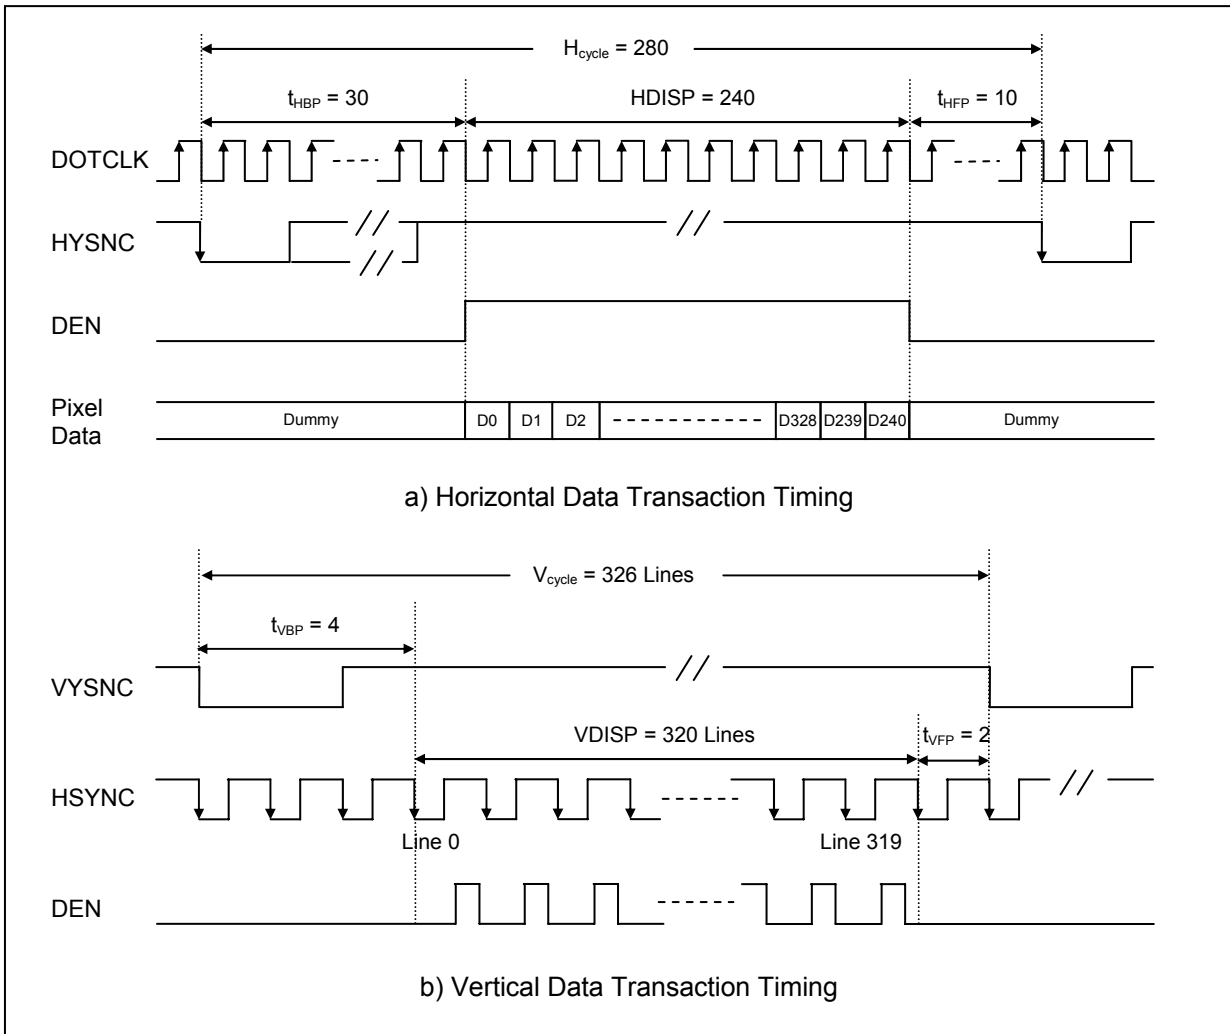 Hcycle = 280
tHBP = 30 HDISP = 240 tHFP = 10
DOTCLK
HYSNC
DEN
Pixel
Data
Dummy D0 D1 D2 D328 D239 D240 Dummy
a) Horizontal Data Transaction Timing
Vcycle = 326 Lines
tVBP = 4
VYSNC
VDISP = 320 Lines tVFP = 2
HSYNC
Line 0 Line 319
DEN
b) Vertical Data Transaction Timing